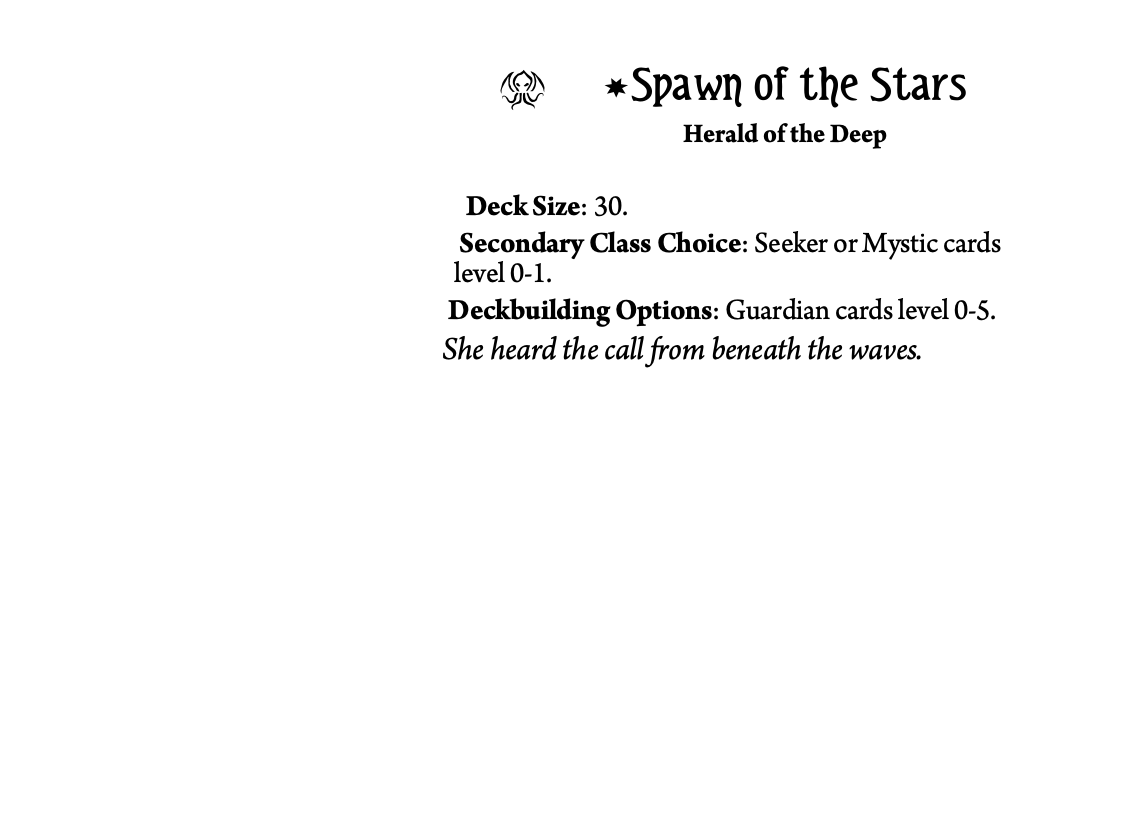 ✷Spawn of the Stars
Herald of the Deep
Deck Size: 30.
Secondary Class Choice: Seeker or Mystic cards
level 0-1.
Deckbuilding Options: Guardian cards level 0-5.
She heard the call from beneath the waves.